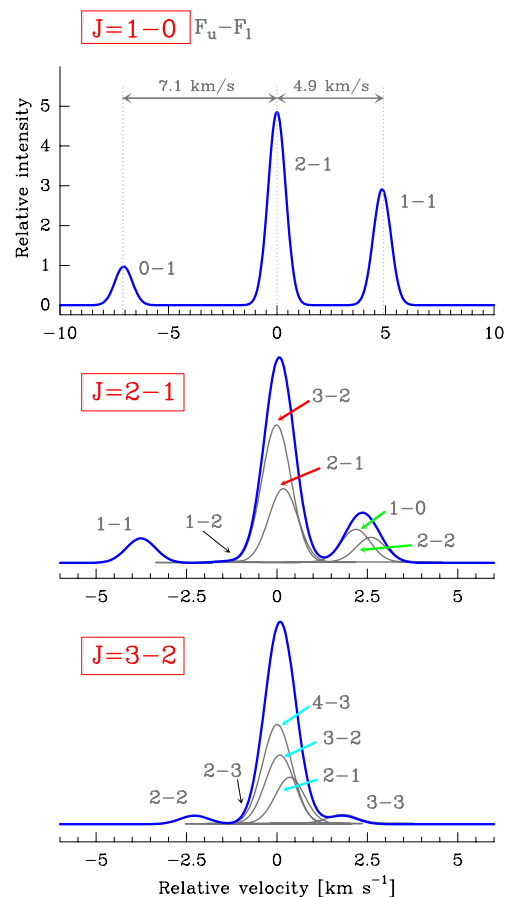 J=1−0 Fu−Fl
7.1 km/s 4.9 km/s
Relative intensity
5
4
3
2
1
0
2−1
1−1
0−1
−10 −5 0 5 10
J=2−1
3−2
2−1
1−0
1−1
1−2
2−2
−5 −2.5 0 2.5 5
J=3−2
4−3
3−2
2−3
2−1
2−2
3−3
−5 −2.5 0 2.5 5
Relative velocity [km s⁻¹]